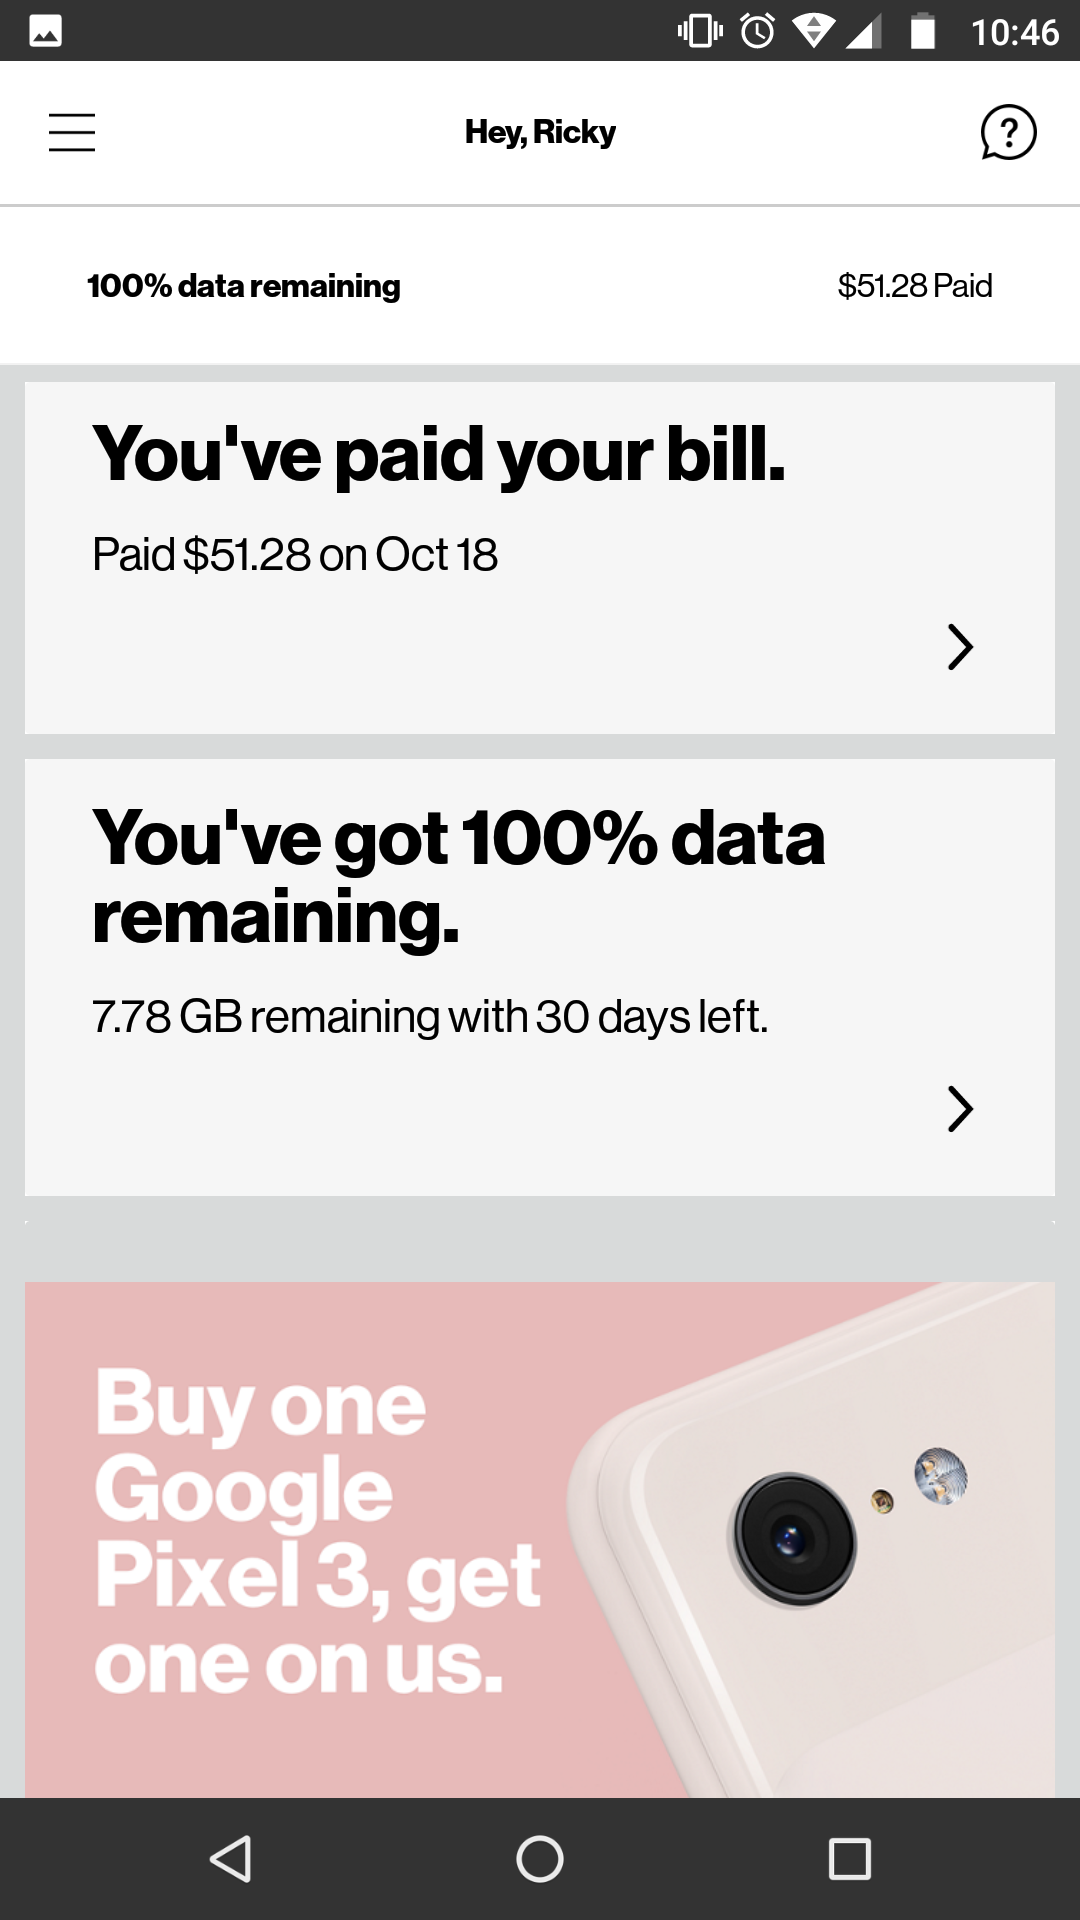 10:46
Hey, Ricky
?
100% data remaining
$51.28 Paid
You've paid your bill.
Paid $51.28 on Oct 18
You've got 100% data
remaining.
7.78 GB remaining with 30 days left.
Buy one
Google
Pixel 3, get
one on us.